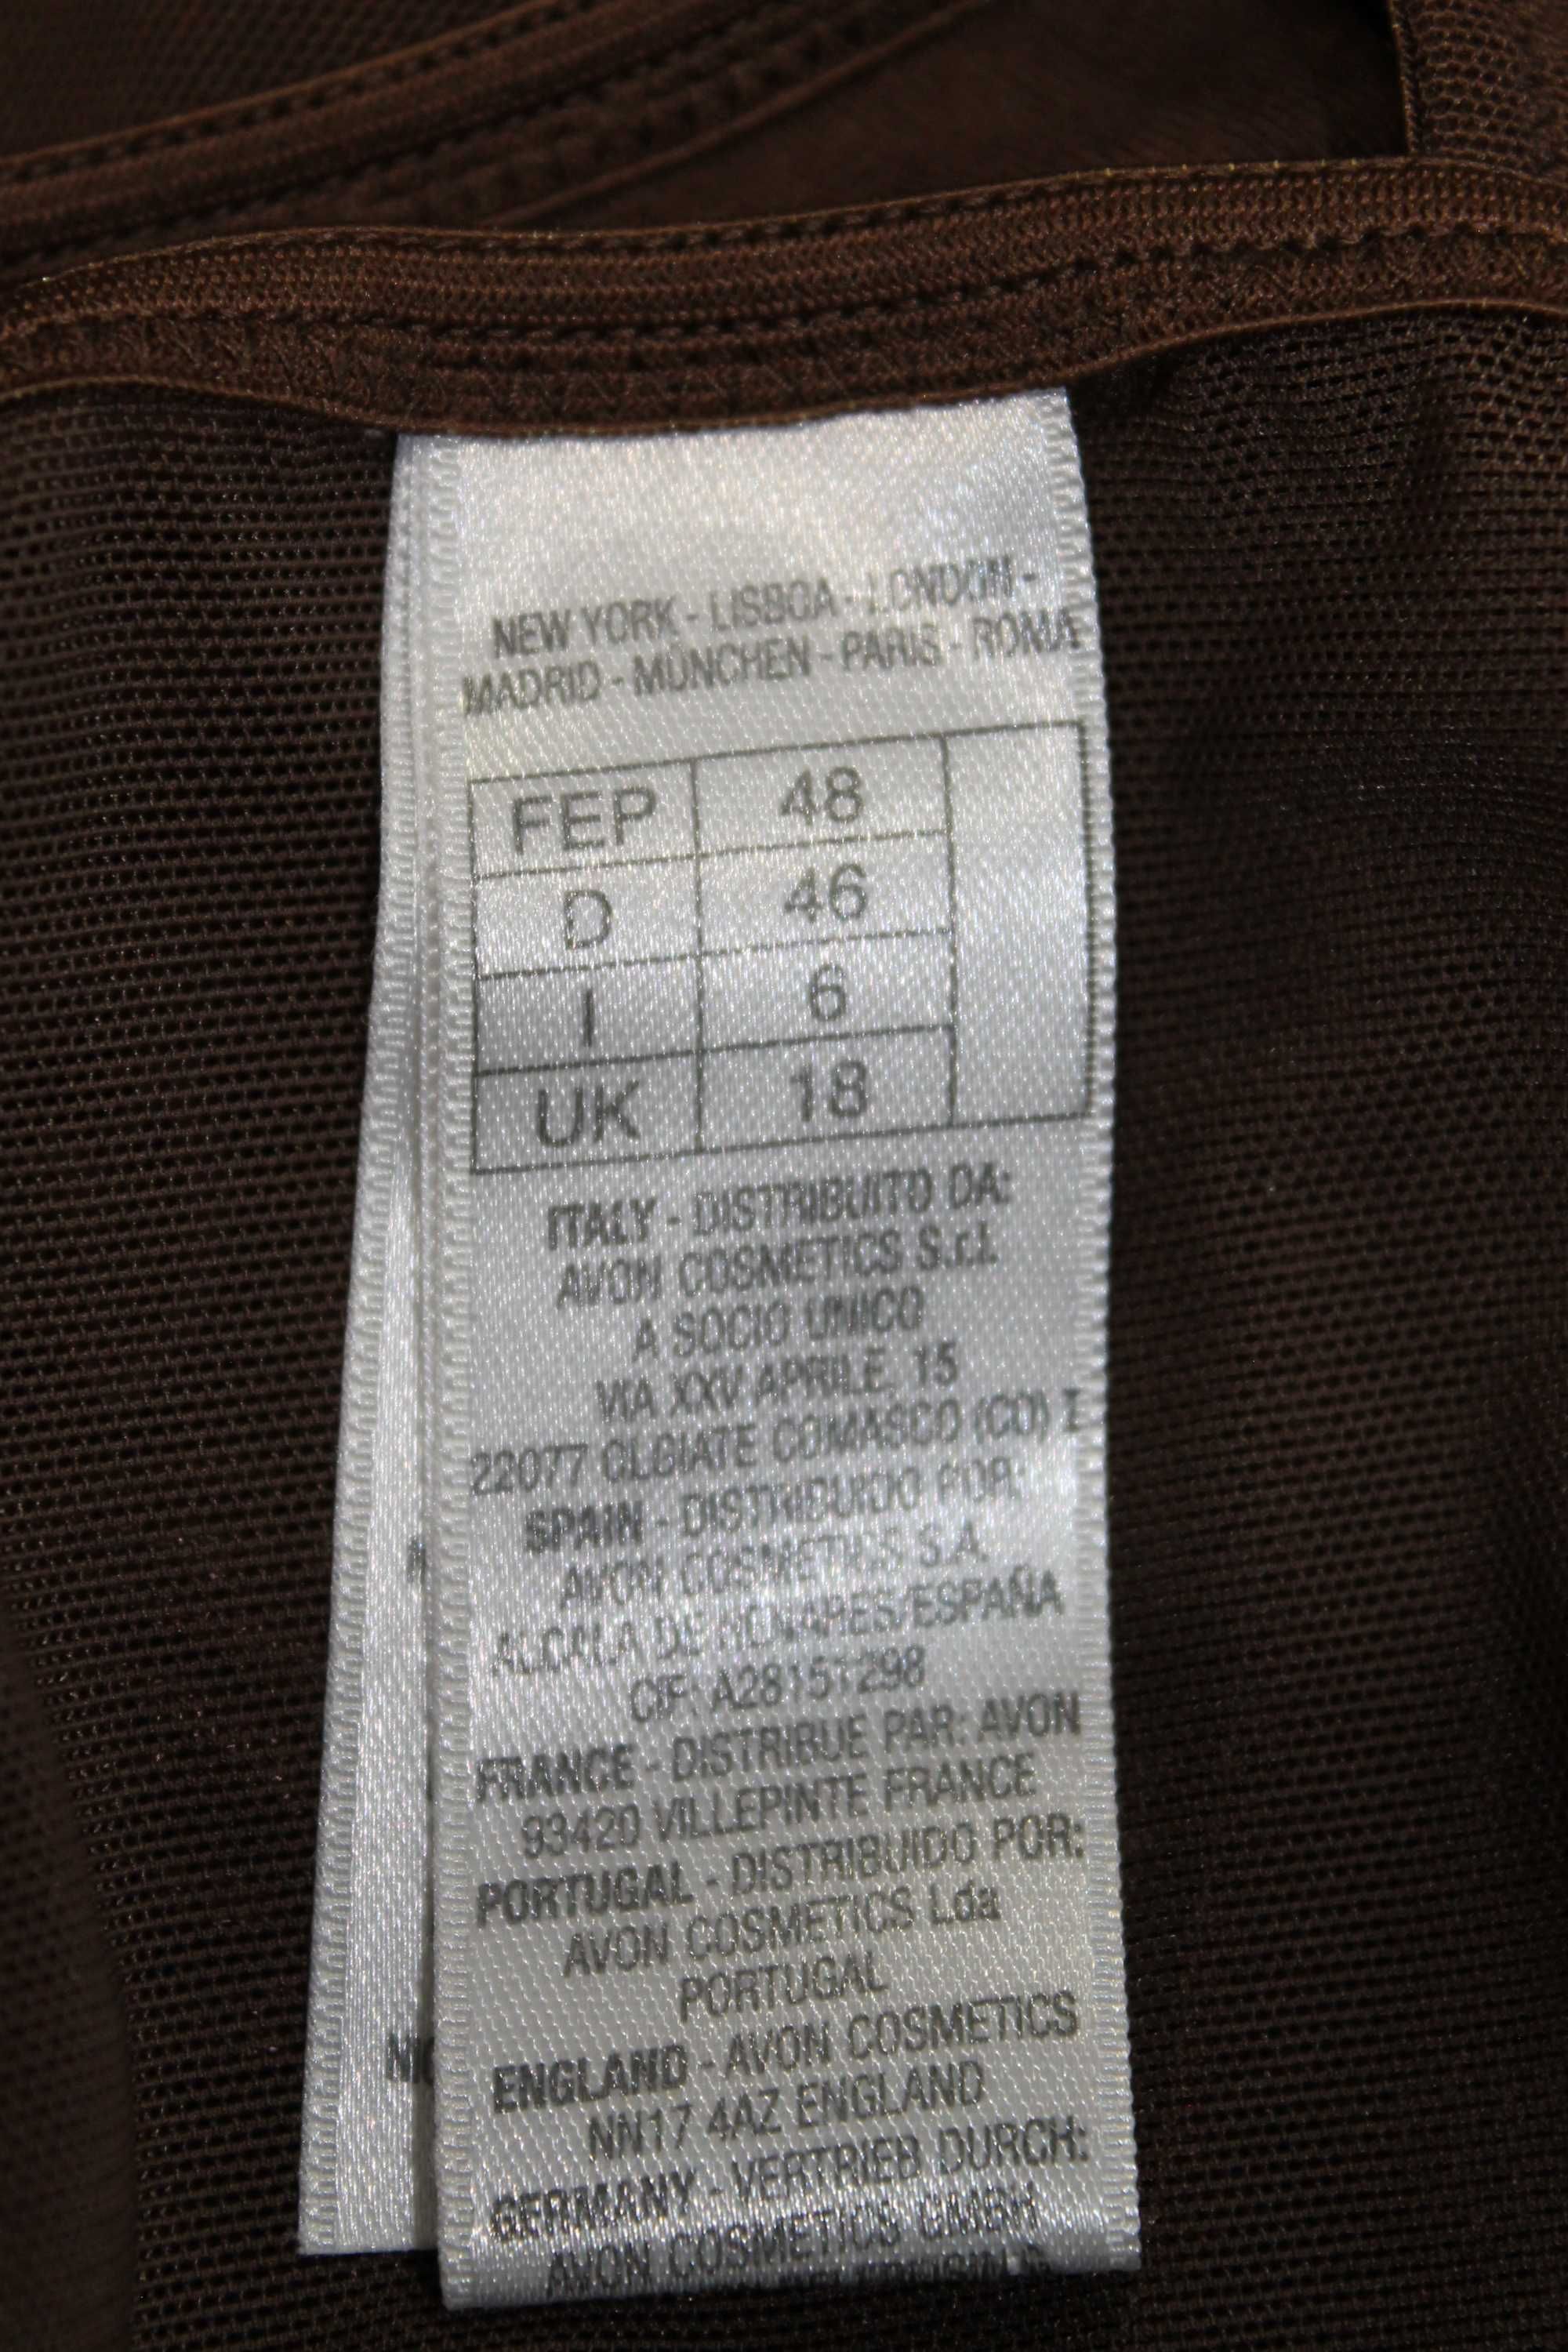 NEW YORK - LISBOA - LONDON -
MADRID - MÜNCHEN - PARIS - ROMA
FEP 48
D 46
I 6
UK 18
ITALY - DISTRIBUITO DA:
AVON COSMETICS S.r.l.
A SOCIO UNICO
VIA XXV APRILE, 15
22077 OLGIATE COMASCO (CO) I
SPAIN - DISTRIBUIDO POR:
AVON COSMETICS S.A.
ALCALA DE HENARES/ESPAÑA
CIF: A28151298
FRANCE - DISTRIBUE PAR: AVON
93420 VILLEPINTE FRANCE
PORTUGAL - DISTRIBUIDO POR:
AVON COSMETICS Lda
PORTUGAL
ENGLAND - AVON COSMETICS
NN17 4AZ ENGLAND
GERMANY - VERTRIEB DURCH:
AVON COSMETICS GMBH